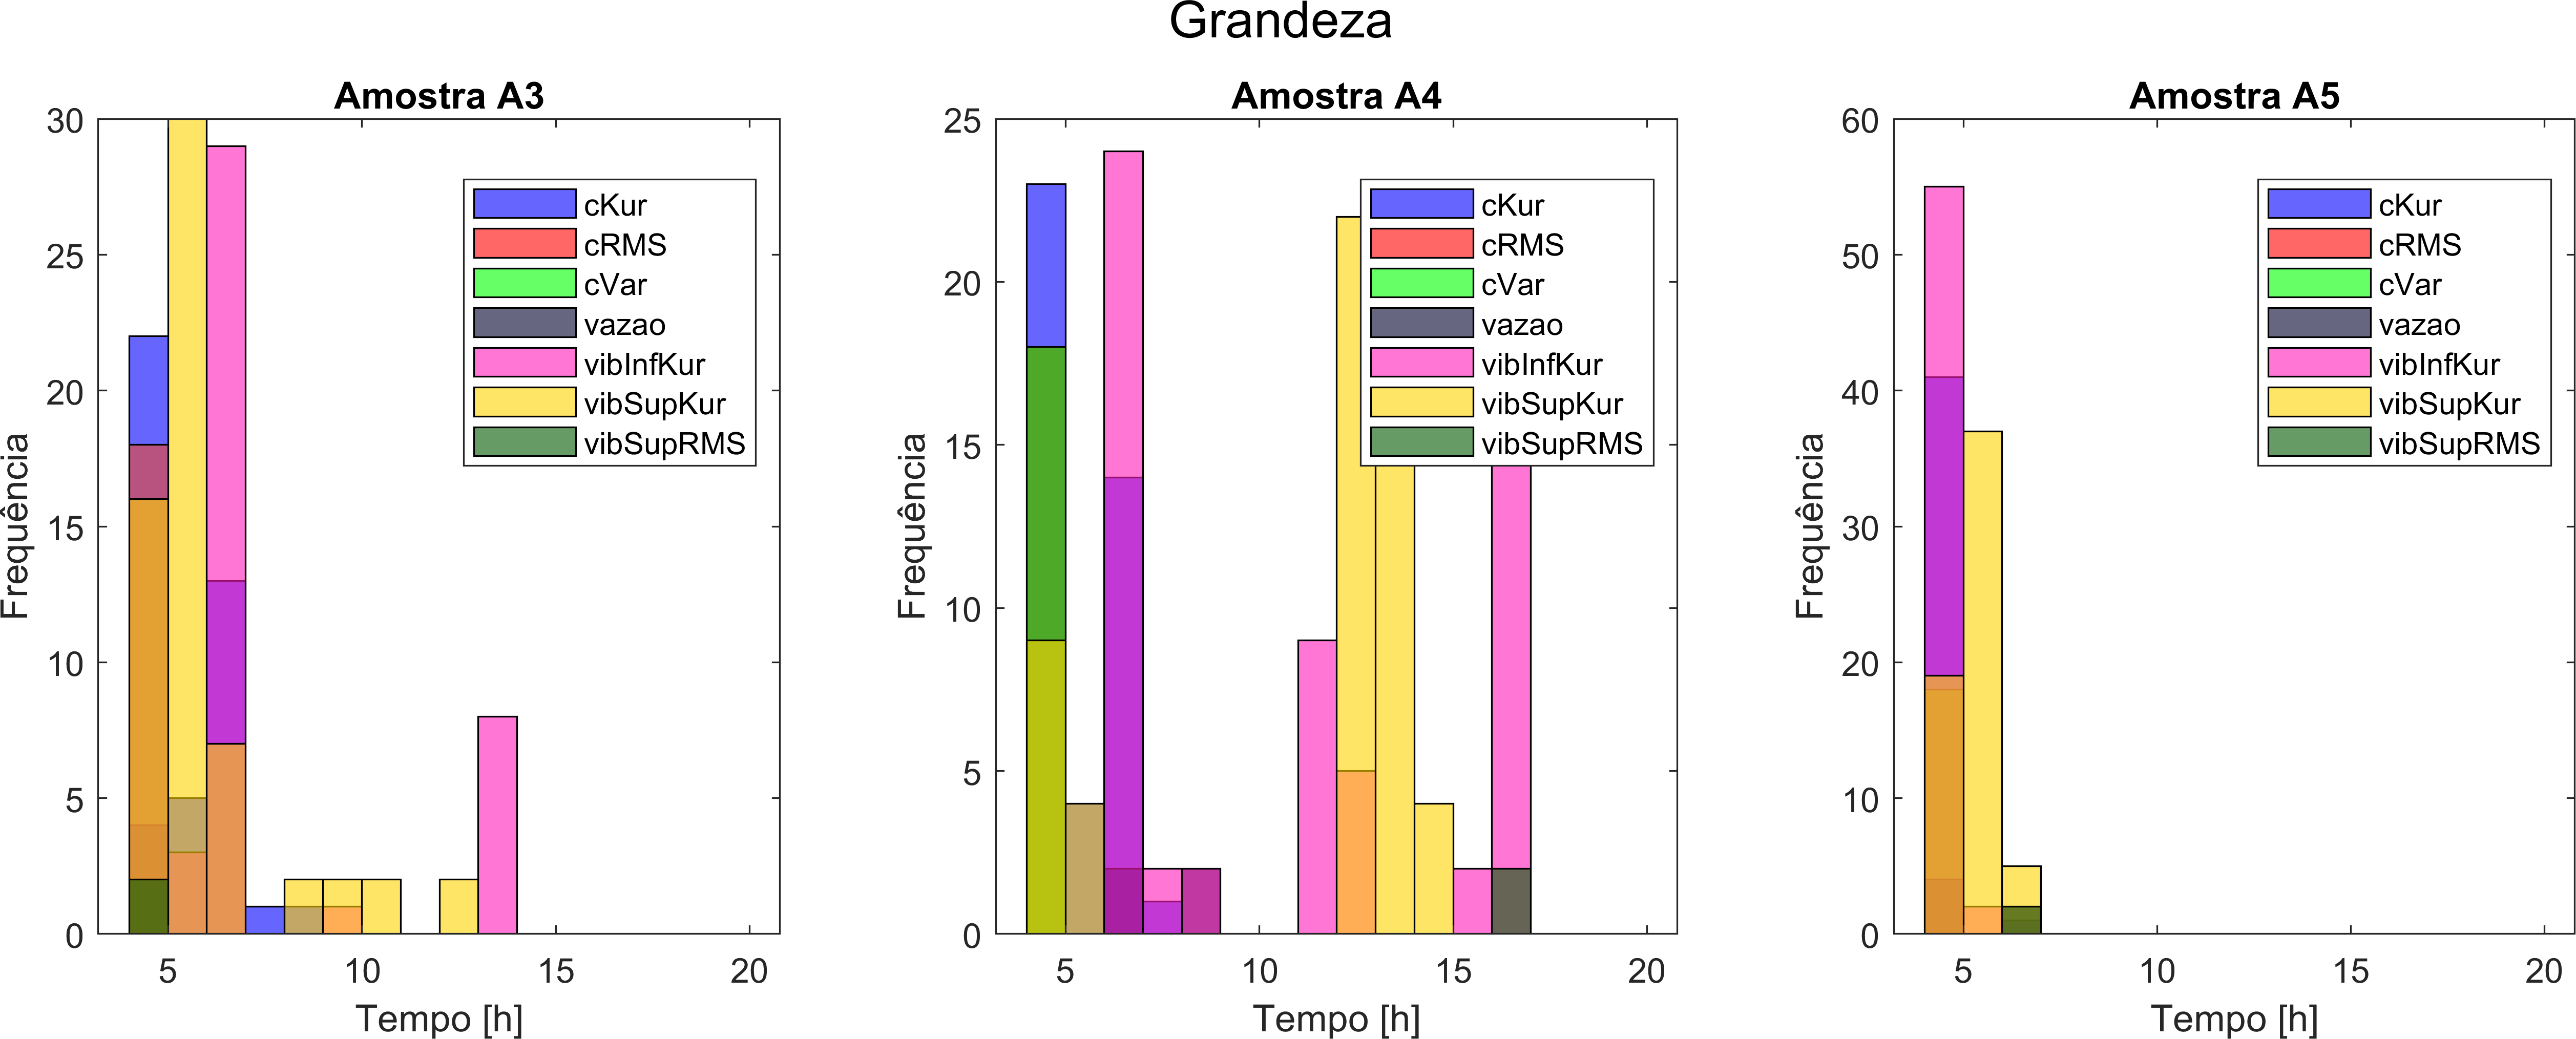 Grandeza
Amostra A3
30
25
20
15
10
5
0
Frequência
5 10 15 20
Tempo [h]
cKur
cRMS
cVar
vazao
vibInfKur
vibSupKur
vibSupRMS
Amostra A4
25
20
15
10
5
0
Frequência
5 10 15 20
Tempo [h]
cKur
cRMS
cVar
vazao
vibInfKur
vibSupKur
vibSupRMS
Amostra A5
60
50
40
30
20
10
0
Frequência
5 10 15 20
Tempo [h]
cKur
cRMS
cVar
vazao
vibInfKur
vibSupKur
vibSupRMS